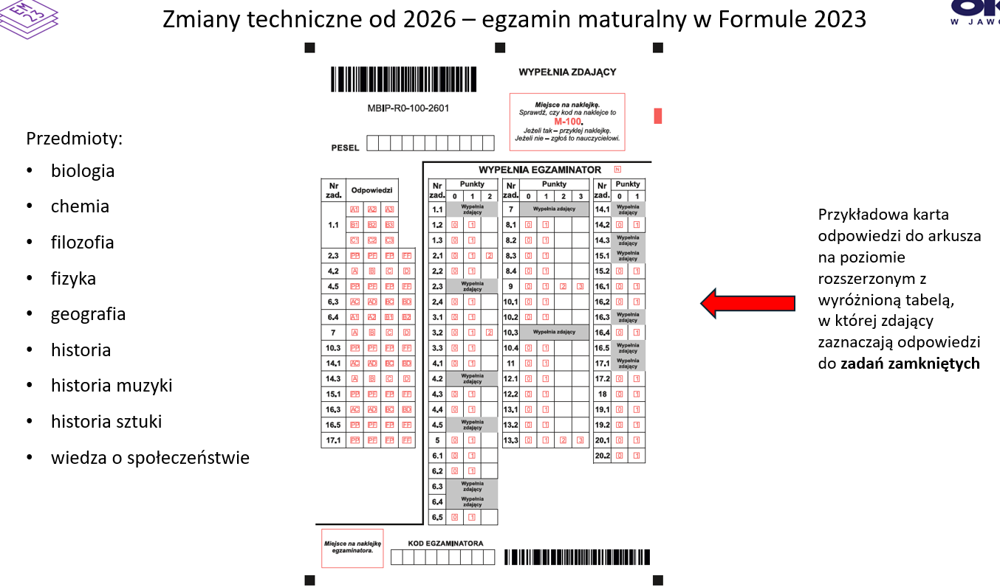 EM
23
Zmiany techniczne od 2026 – egzamin maturalny w Formule 2023
W JAWO
Przedmioty:
• biologia
• chemia
• filozofia
• fizyka
• geografia
• historia
• historia muzyki
• historia sztuki
• wiedza o społeczeństwie
MBIP-R0-100-2601
PESEL
WYPEŁNIA ZDAJĄCY
Miejsce na naklejkę.
Sprawdź, czy kod na naklejce to
M-100.
Jeżeli tak – przyklej naklejkę.
Jeżeli nie – zgłoś to nauczycielowi.
Nr zad. Odpowiedzi
1.1 A1 A2 A3
B1 B2 B3
C1 C2 C3
2.3 PP PF FP FF
4.2 A B C D
4.5 PP PF FP FF
6.3 AC AD BC BD
6.4 A1 A2 B1 B2
7 A B C D
10.3 PP PF FP FF
14.1 AC AD BC BD
14.3 A B C D
15.1 PP PF FP FF
16.3 AC AD BC BD
16.5 PP PF FP FF
17.1 PP PF FP FF
WYPEŁNIA EGZAMINATOR N
Nr zad. Punkty
0 1 2
1.1 Wypełnia zdający
1.2 0 1
1.3 0 1
2.1 0 1 2
2.2 0 1
2.3 Wypełnia zdający
2.4 0 1
3.1 0 1
3.2 0 1 2
3.3 0 1
4.1 0 1
4.2 Wypełnia zdający
4.3 0 1
4.4 0 1
4.5 Wypełnia zdający
5 0 1
6.1 0 1
6.2 0 1
6.3 Wypełnia zdający
6.4 Wypełnia zdający
6.5 0 1
Nr zad. Punkty
0 1 2 3
7 Wypełnia zdający
8.1 0 1
8.2 0 1
8.3 0 1
8.4 0 1
9 0 1 2 3
10.1 0 1
10.2 0 1
10.3 Wypełnia zdający
10.4 0 1
11 0 1
12.1 0 1
12.2 0 1
13.1 0 1
13.2 0 1
13.3 0 1 2 3
Nr zad. Punkty
0 1
14.1 Wypełnia zdający
14.2 0 1
14.3 Wypełnia zdający
15.1 Wypełnia zdający
15.2 0 1
16.1 0 1
16.2 0 1
16.3 Wypełnia zdający
16.4 0 1
16.5 Wypełnia zdający
17.1 Wypełnia zdający
17.2 0 1
18 0 1
19.1 0 1
19.2 0 1
20.1 0 1
20.2 0 1
Miejsce na naklejkę
egzaminatora.
KOD EGZAMINATORA
Przykładowa karta
odpowiedzi do arkusza
na poziomie
rozszerzonym z
wyróżnioną tabelą,
w której zdający
zaznaczają odpowiedzi
do zadań zamkniętych